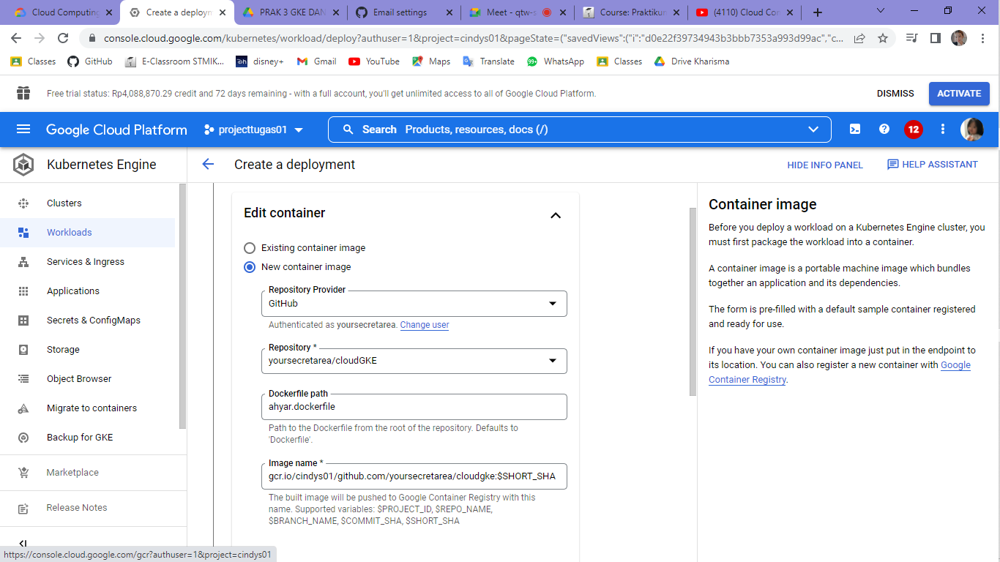 Cloud Computing
Create a deploym
PRAK 3 GKE DAN
Email settings
Meet - qtw-s
Course: Praktikun
(4110) Cloud Con
console.cloud.google.com/kubernetes/workload/deploy?authuser=1&project=cindys01&pageState=("savedViews":("i":"d0e22f39734943b3bbb7353a993d99ac","c...
Classes
GitHub
E-Classroom STMIK...
disney+
Gmail
YouTube
Maps
Translate
99+
WhatsApp
Classes
Drive Kharisma
Free trial status: Rp4,088,870.29 credit and 72 days remaining - with a full account, you'll get unlimited access to all of Google Cloud Platform.
DISMISS
ACTIVATE
Google Cloud Platform
projecttugas01
Search Products, resources, docs (/)
12
Kubernetes Engine
Create a deployment
HIDE INFO PANEL
HELP ASSISTANT
Clusters
Workloads
Services & Ingress
Applications
Secrets & ConfigMaps
Storage
Object Browser
Migrate to containers
Backup for GKE
Marketplace
Release Notes
Edit container
Existing container image
New container image
Repository Provider
GitHub
Authenticated as yoursecretarea. Change user
Repository *
yoursecretarea/cloudGKE
Dockerfile path
ahyar.dockerfile
Path to the Dockerfile from the root of the repository. Defaults to
'Dockerfile'.
Image name *
gcr.io/cindys01/github.com/yoursecretarea/cloudgke:$SHORT_SHA
The built image will be pushed to Google Container Registry with this
name. Supported variables: $PROJECT_ID, $REPO_NAME,
$BRANCH_NAME, $COMMIT_SHA, $SHORT_SHA
Container image
Before you deploy a workload on a Kubernetes Engine cluster, you
must first package the workload into a container.
A container image is a portable machine image which bundles
together an application and its dependencies.
The form is pre-filled with a default sample container registered
and ready for use.
If you have your own container image just put in the endpoint to
its location. You can also register a new container with Google
Container Registry.
https://console.cloud.google.com/gcr?authuser=1&project=cindys01